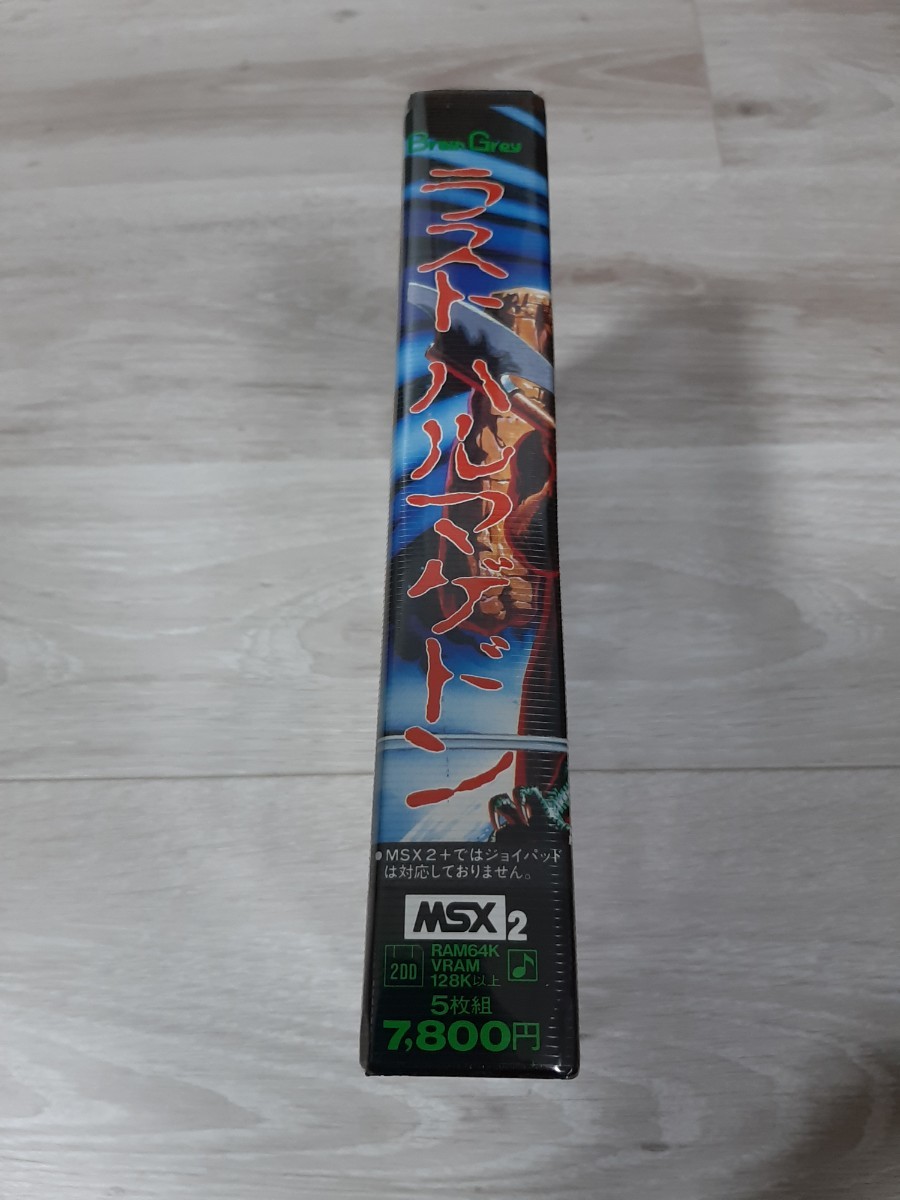 Brain Grey
ラスト ハルマゲドン
●MSX2+ではジョイパッド
は対応しておりません。
MSX2
2DD
RAM64K
VRAM
128K以上
5枚組
7,800円